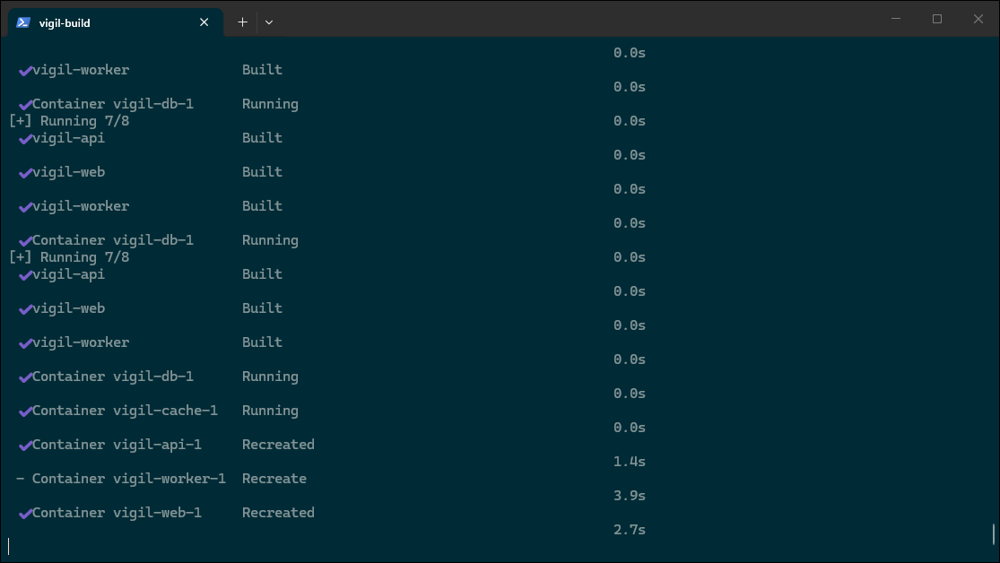 vigil-build
0.0s
✔vigil-worker Built
0.0s
✔Container vigil-db-1 Running
[+] Running 7/8 0.0s
✔vigil-api Built
0.0s
✔vigil-web Built
0.0s
✔vigil-worker Built
0.0s
✔Container vigil-db-1 Running
[+] Running 7/8 0.0s
✔vigil-api Built
0.0s
✔vigil-web Built
0.0s
✔vigil-worker Built
0.0s
✔Container vigil-db-1 Running
0.0s
✔Container vigil-cache-1 Running
0.0s
✔Container vigil-api-1 Recreated
1.4s
- Container vigil-worker-1 Recreate
3.9s
✔Container vigil-web-1 Recreated
2.7s